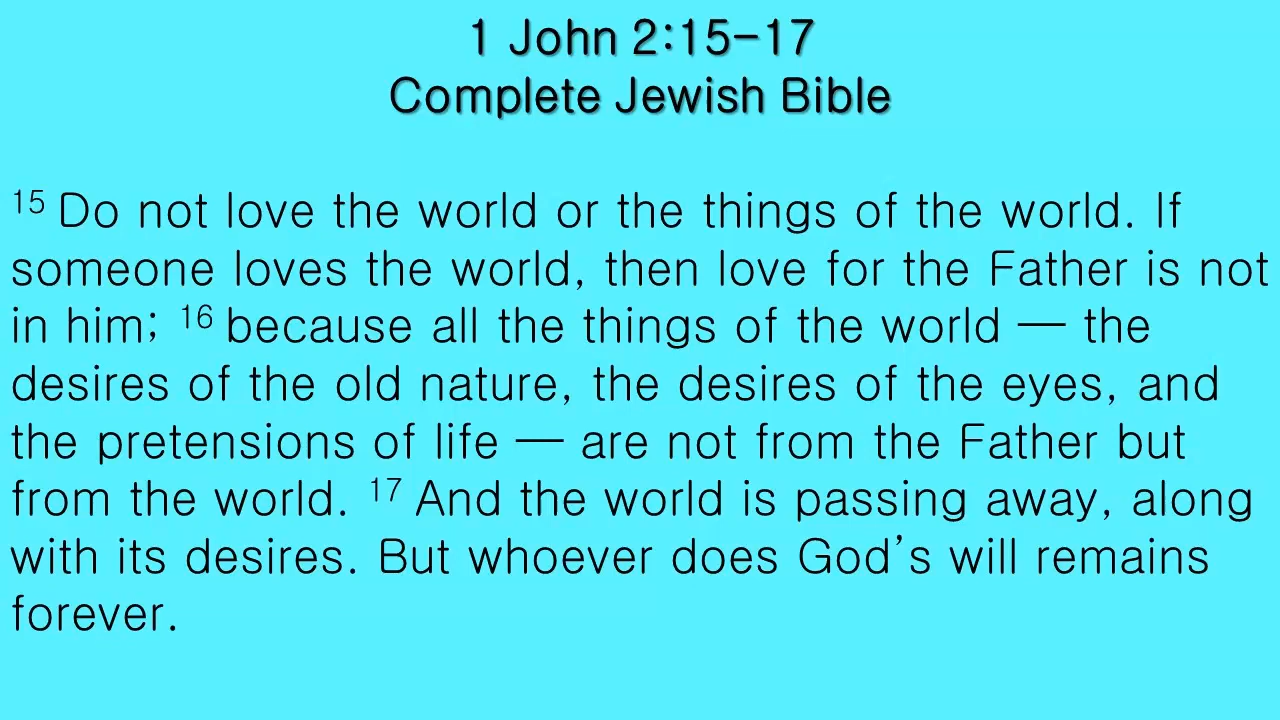 1 John 2:15-17
Complete Jewish Bible
15 Do not love the world or the things of the world. If
someone loves the world, then love for the Father is not
in him; 16 because all the things of the world — the
desires of the old nature, the desires of the eyes, and
the pretensions of life — are not from the Father but
from the world. 17 And the world is passing away, along
with its desires. But whoever does God’s will remains
forever.